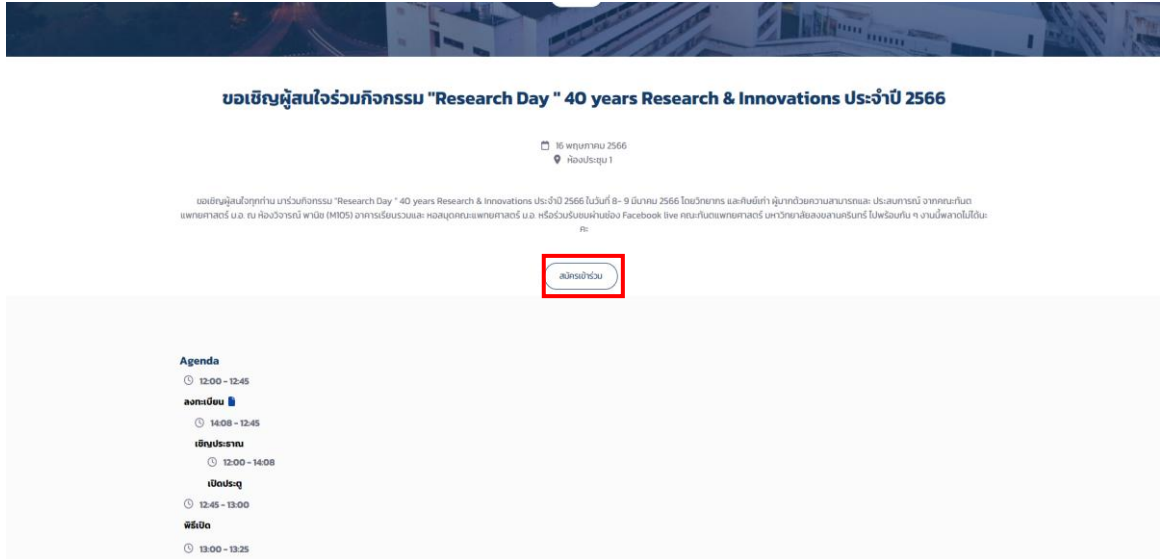 ขอเชิญผู้สนใจร่วมกิจกรรม "Research Day " 40 years Research & Innovations ประจำปี 2566
16 พฤษภาคม 2566
ห้องประชุม 1
ขอเชิญผู้สนใจทุกท่าน มาร่วมกิจกรรม "Research Day " 40 years Research & Innovations ประจำปี 2566 ในวันที่ 8- 9 มีนาคม 2566 โดยวิทยากร และศิษย์เก่า ผู้มากด้วยความสามารถและ ประสบการณ์ จากคณะทันต
แพทยศาสตร์ ม.อ. ณ ห้องวิจารณ์ พานิช (M105) อาคารเรียนรวมและ หอสมุดคณะแพทยศาสตร์ ม.อ. หรือร่วมรับชมผ่านช่อง Facebook live คณะทันตแพทยศาสตร์ มหาวิทยาลัยสงขลานครินทร์ ไปพร้อมกัน ๆ งานนี้พลาดไม่ได้นะ
คะ
สมัครเข้าร่วม
Agenda
12:00 - 12:45
ลงทะเบียน
14:08 - 12:45
เชิญประธาณ
12:00 - 14:08
เปิดประตู
12:45 - 13:00
พิธีเปิด
13:00 - 13:25